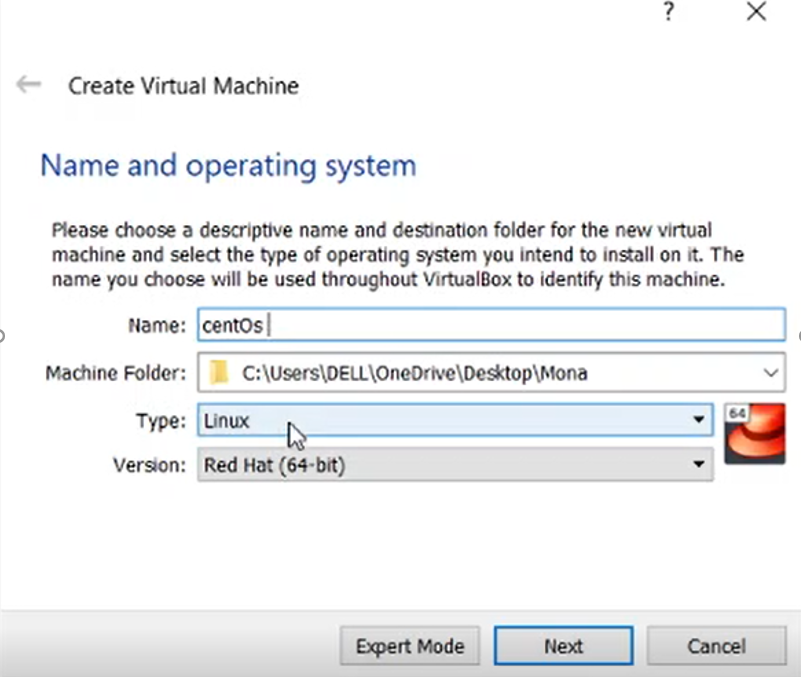 ?
Create Virtual Machine
Name and operating system
Please choose a descriptive name and destination folder for the new virtual
machine and select the type of operating system you intend to install on it. The
name you choose will be used throughout VirtualBox to identify this machine.
Name: centOs
Machine Folder: C:\Users\DELL\OneDrive\Desktop\Mona
Type: Linux
64
Version: Red Hat (64-bit)
Expert Mode Next Cancel